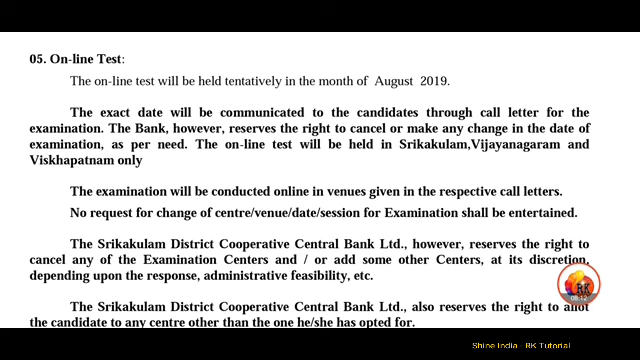 05. On-line Test:
The on-line test will be held tentatively in the month of August 2019.
The exact date will be communicated to the candidates through call letter for the
examination. The Bank, however, reserves the right to cancel or make any change in the date of
examination, as per need. The on-line test will be held in Srikakulam,Vijayanagaram and
Viskhapatnam only
The examination will be conducted online in venues given in the respective call letters.
No request for change of centre/venue/date/session for Examination shall be entertained.
The Srikakulam District Cooperative Central Bank Ltd., however, reserves the right to
cancel any of the Examination Centers and / or add some other Centers, at its discretion,
depending upon the response, administrative feasibility, etc.
RK
05:12
The Srikakulam District Cooperative Central Bank Ltd., also reserves the right to allot
the candidate to any centre other than the one he/she has opted for.
Shine India - RK Tutorial